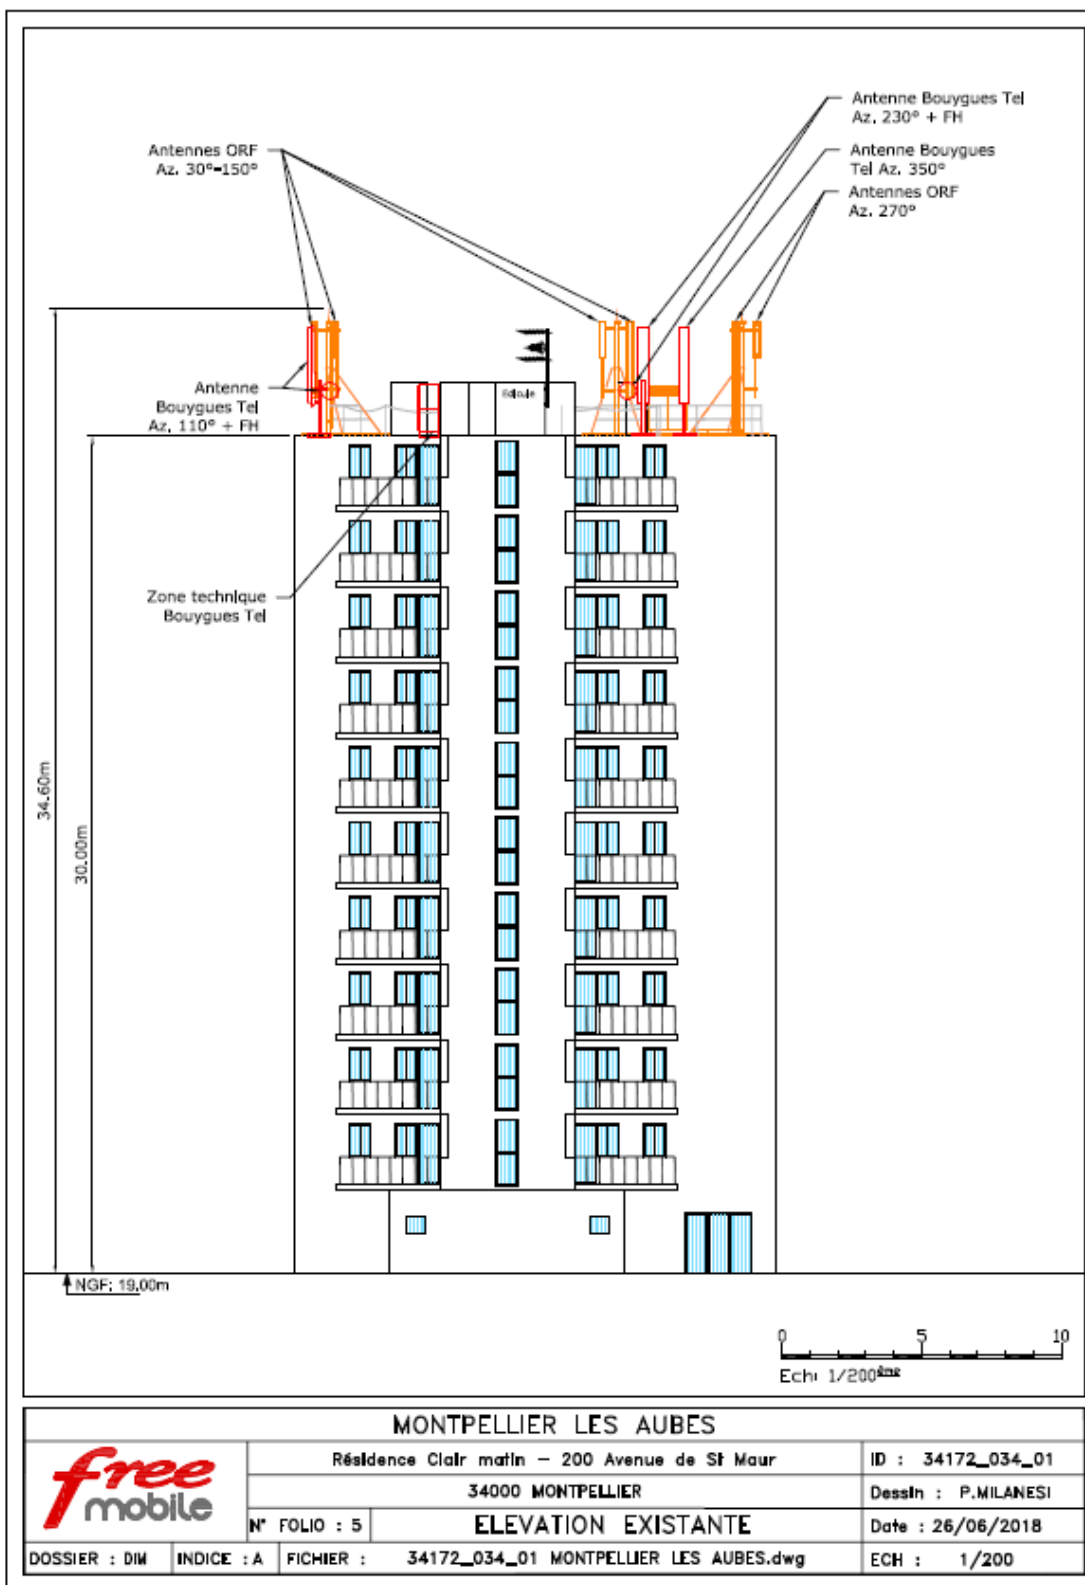 Antenne Bouygues Tel
Az. 230° + FH
Antennes ORF
Az. 30°-150°
Antenne Bouygues
Tel Az. 350°
Antennes ORF
Az. 270°
Antenne
Bouygues Tel
Az. 110° + FH
Edicule
Zone technique
Bouygues Tel
34.60m
30.00m
NGF: 19.00m
0 5 10
Ech: 1/200ème
MONTPELLIER LES AUBES
free
mobile
Résidence Clair matin - 200 Avenue de St Maur
ID : 34172_034_01
34000 MONTPELLIER
Dessin : P.MILANESI
N° FOLIO : 5
ELEVATION EXISTANTE
Date : 26/06/2018
DOSSIER : DIM
INDICE : A
FICHIER : 34172_034_01 MONTPELLIER LES AUBES.dwg
ECH : 1/200